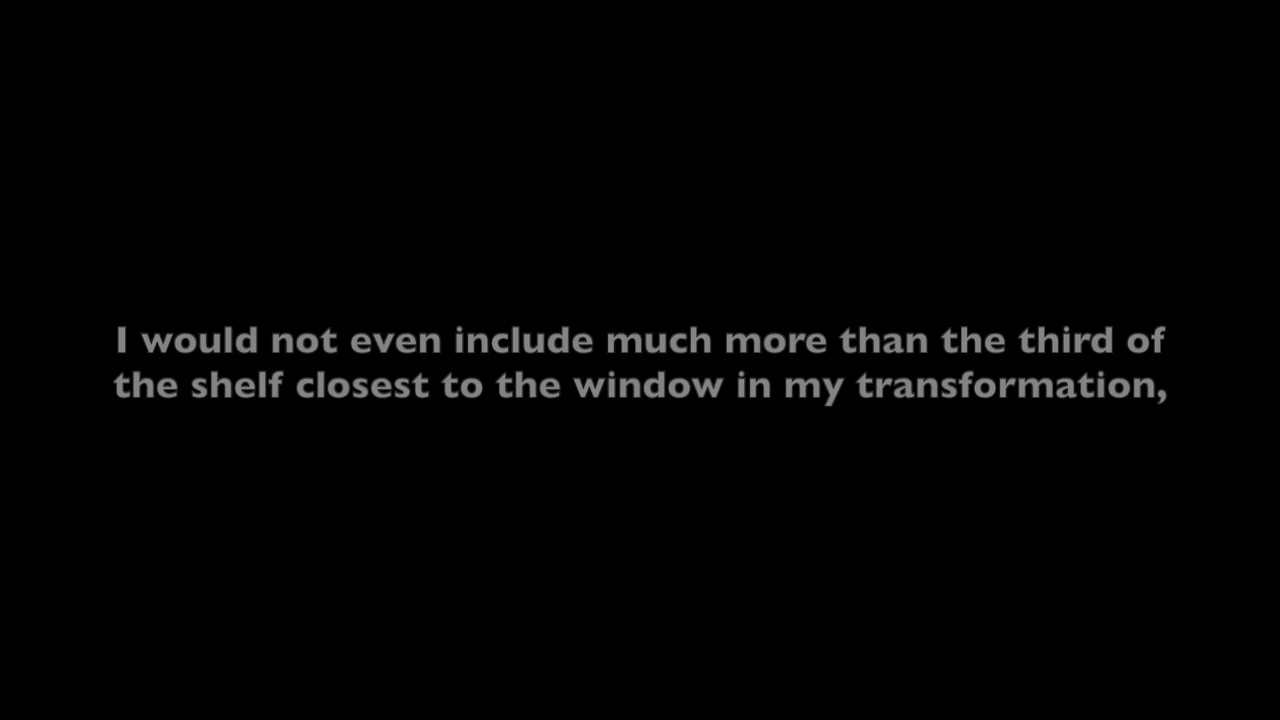 I would not even include much more than the third of
the shelf closest to the window in my transformation,